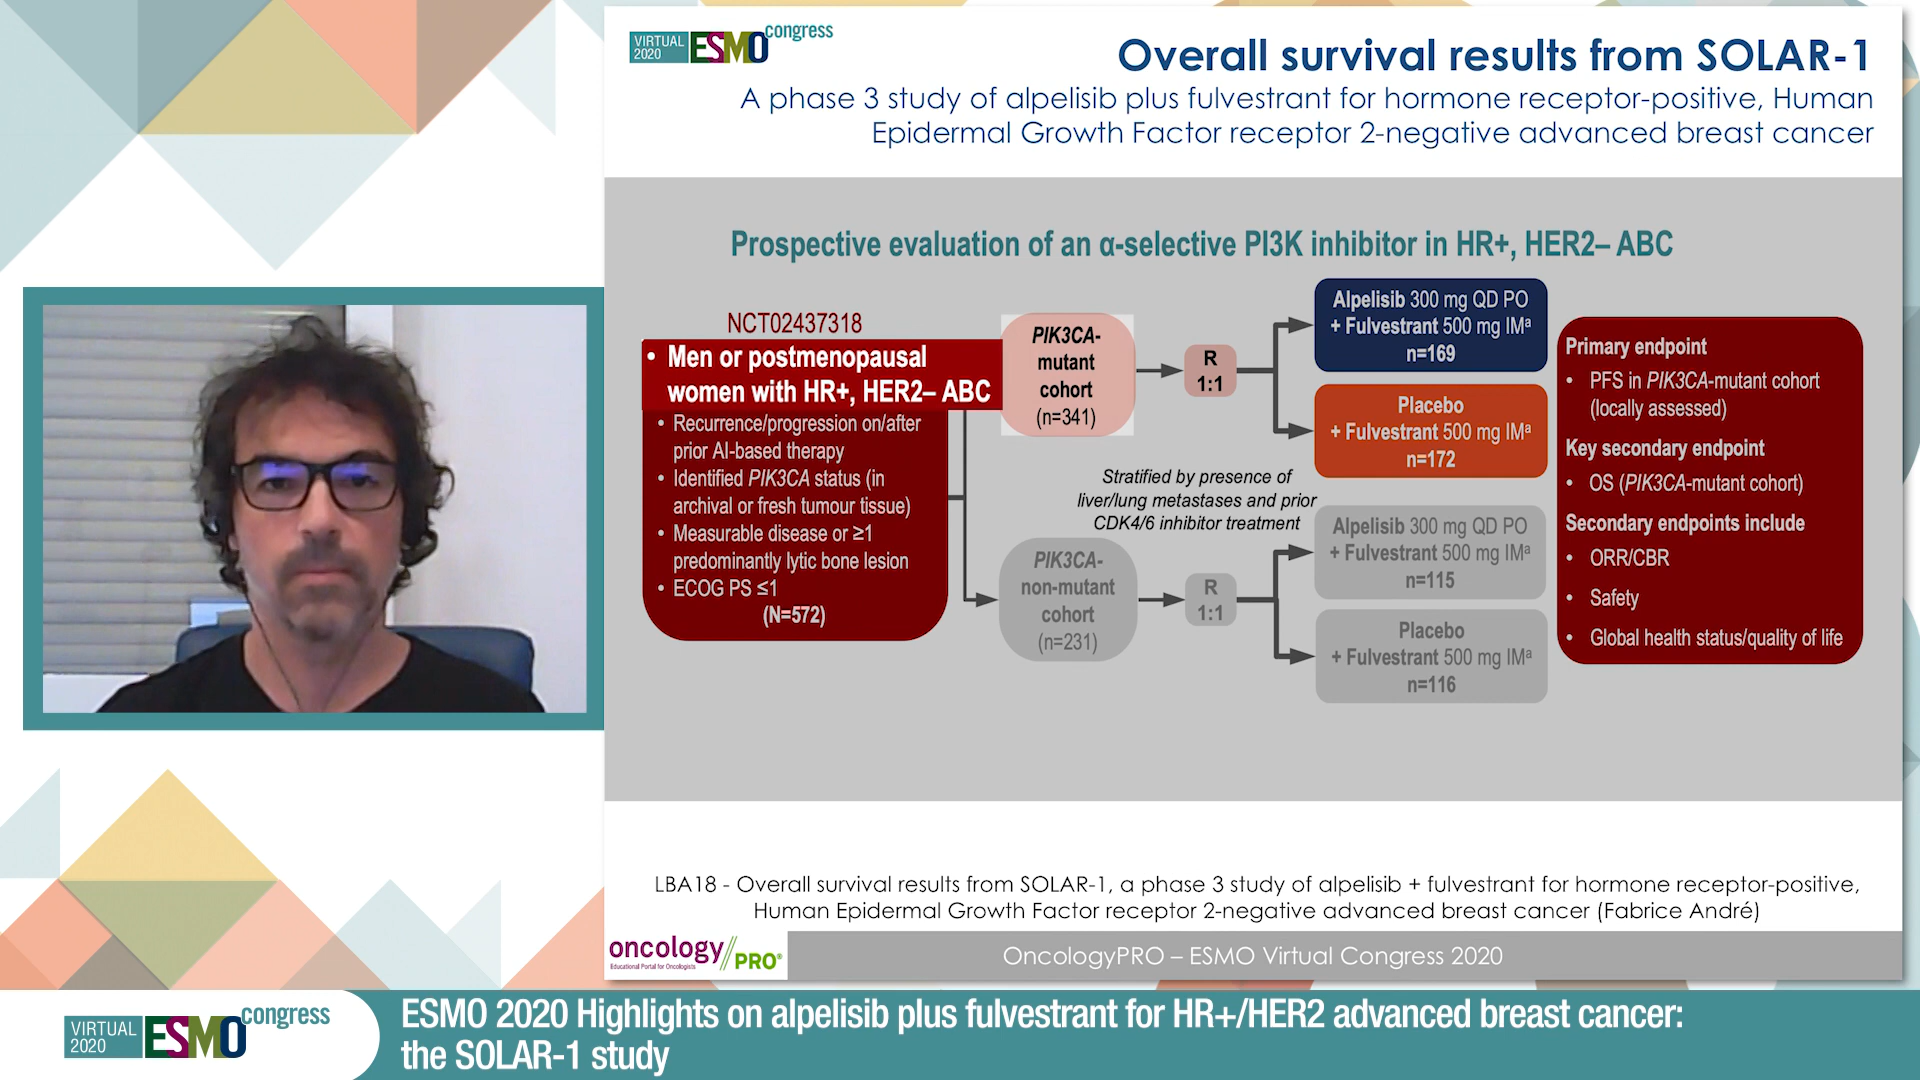 VIRTUAL
2020
ESMO
congress
Overall survival results from SOLAR-1
A phase 3 study of alpelisib plus fulvestrant for hormone receptor-positive, Human
Epidermal Growth Factor receptor 2-negative advanced breast cancer
Prospective evaluation of an α-selective PI3K inhibitor in HR+, HER2– ABC
NCT02437318
• Men or postmenopausal
women with HR+, HER2– ABC
• Recurrence/progression on/after
prior AI-based therapy
• Identified PIK3CA status (in
archival or fresh tumour tissue)
• Measurable disease or ≥1
predominantly lytic bone lesion
• ECOG PS ≤1
(N=572)
PIK3CA-
mutant
cohort
(n=341)
R
1:1
Alpelisib 300 mg QD PO
+ Fulvestrant 500 mg IMᵃ
n=169
Placebo
+ Fulvestrant 500 mg IMᵃ
n=172
Stratified by presence of
liver/lung metastases and prior
CDK4/6 inhibitor treatment
PIK3CA-
non-mutant
cohort
(n=231)
R
1:1
Alpelisib 300 mg QD PO
+ Fulvestrant 500 mg IMᵃ
n=115
Placebo
+ Fulvestrant 500 mg IMᵃ
n=116
Primary endpoint
• PFS in PIK3CA-mutant cohort
(locally assessed)
Key secondary endpoint
• OS (PIK3CA-mutant cohort)
Secondary endpoints include
• ORR/CBR
• Safety
• Global health status/quality of life
LBA18 - Overall survival results from SOLAR-1, a phase 3 study of alpelisib + fulvestrant for hormone receptor-positive,
Human Epidermal Growth Factor receptor 2-negative advanced breast cancer (Fabrice André)
oncology//PRO®
Educational Portal for Oncologists
OncologyPRO – ESMO Virtual Congress 2020
VIRTUAL
2020
ESMO
congress
ESMO 2020 Highlights on alpelisib plus fulvestrant for HR+/HER2 advanced breast cancer:
the SOLAR-1 study